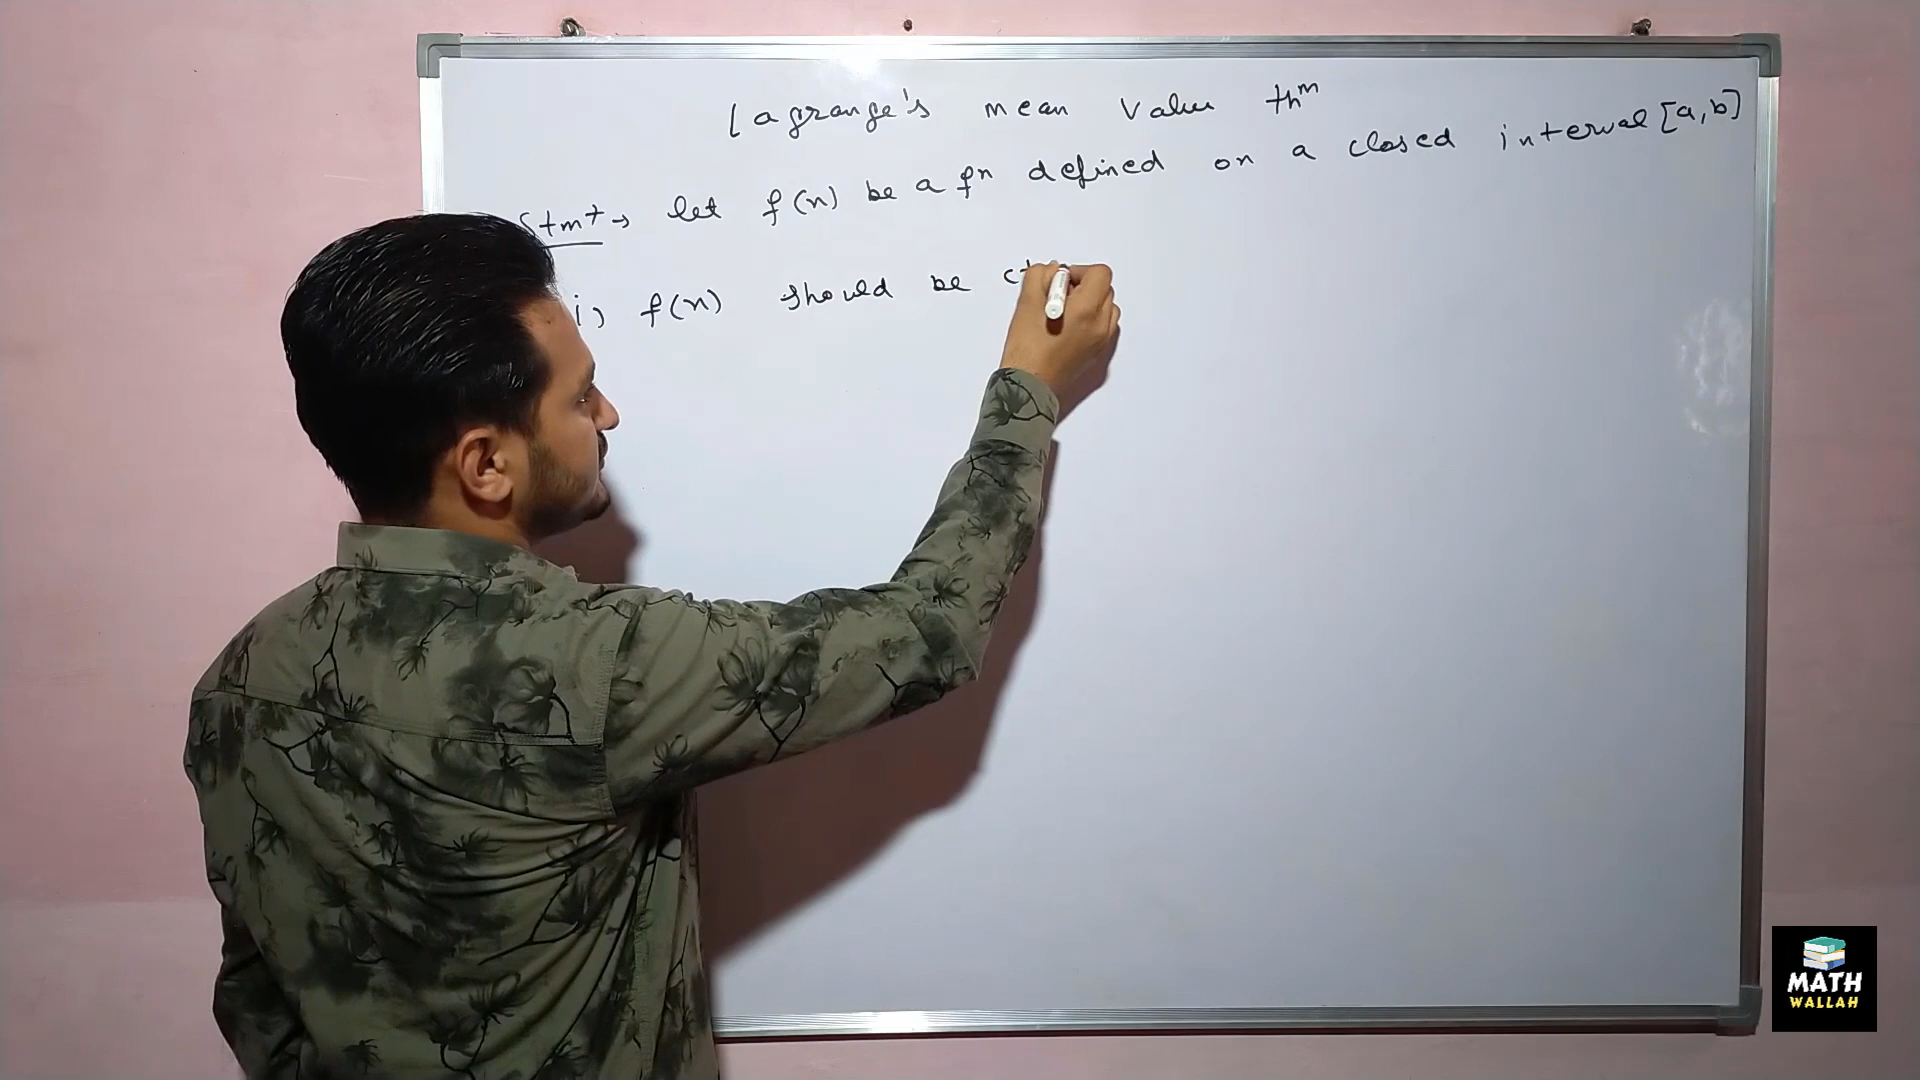 Lagrange's mean value thm
Stmt → let f(x) be a fn defined on a closed interval [a,b]
i) f(x) should be
MATH
WALLAH